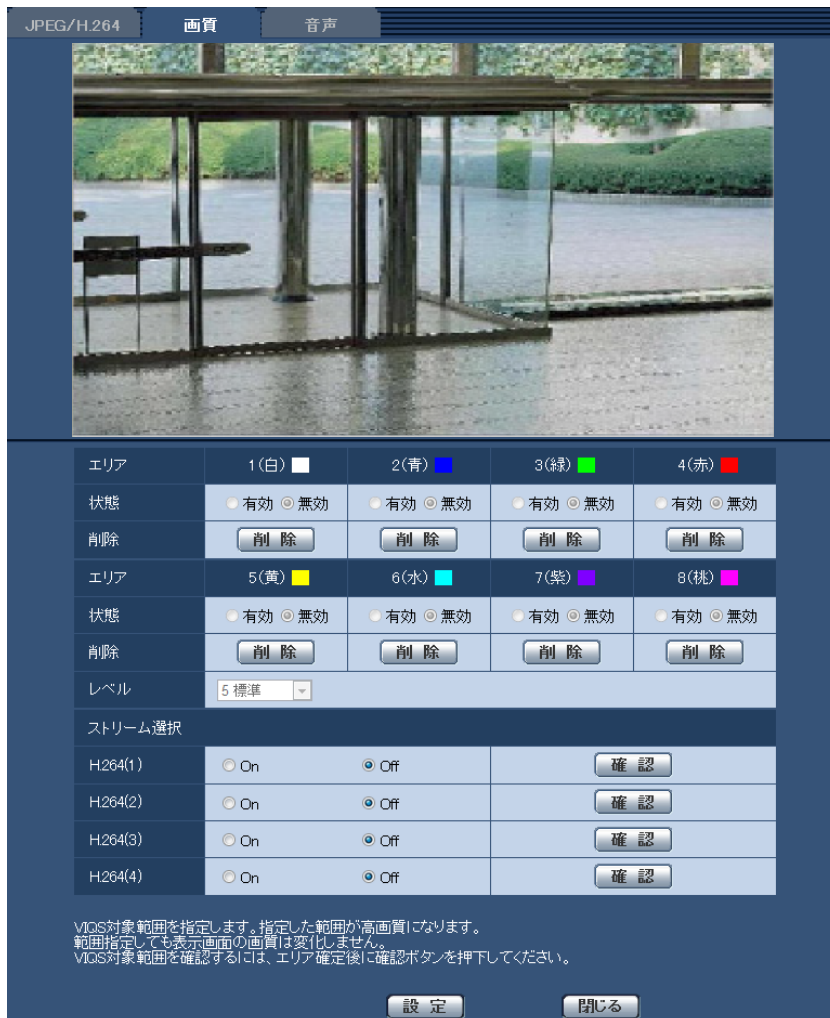 JPEG/H.264 画質 音声
エリア 1(白) 2(青) 3(緑) 4(赤)
状態 有効 無効 有効 無効 有効 無効 有効 無効
削除 削除 削除 削除 削除
エリア 5(黄) 6(水) 7(紫) 8(桃)
状態 有効 無効 有効 無効 有効 無効 有効 無効
削除 削除 削除 削除 削除
レベル 5 標準
ストリーム選択
H.264(1) On Off 確認
H.264(2) On Off 確認
H.264(3) On Off 確認
H.264(4) On Off 確認
VIQS対象範囲を指定します。指定した範囲が高画質になります。
範囲指定しても表示画面の画質は変化しません。
VIQS対象範囲を確認するには、エリア確定後に確認ボタンを押下してください。
設定 閉じる